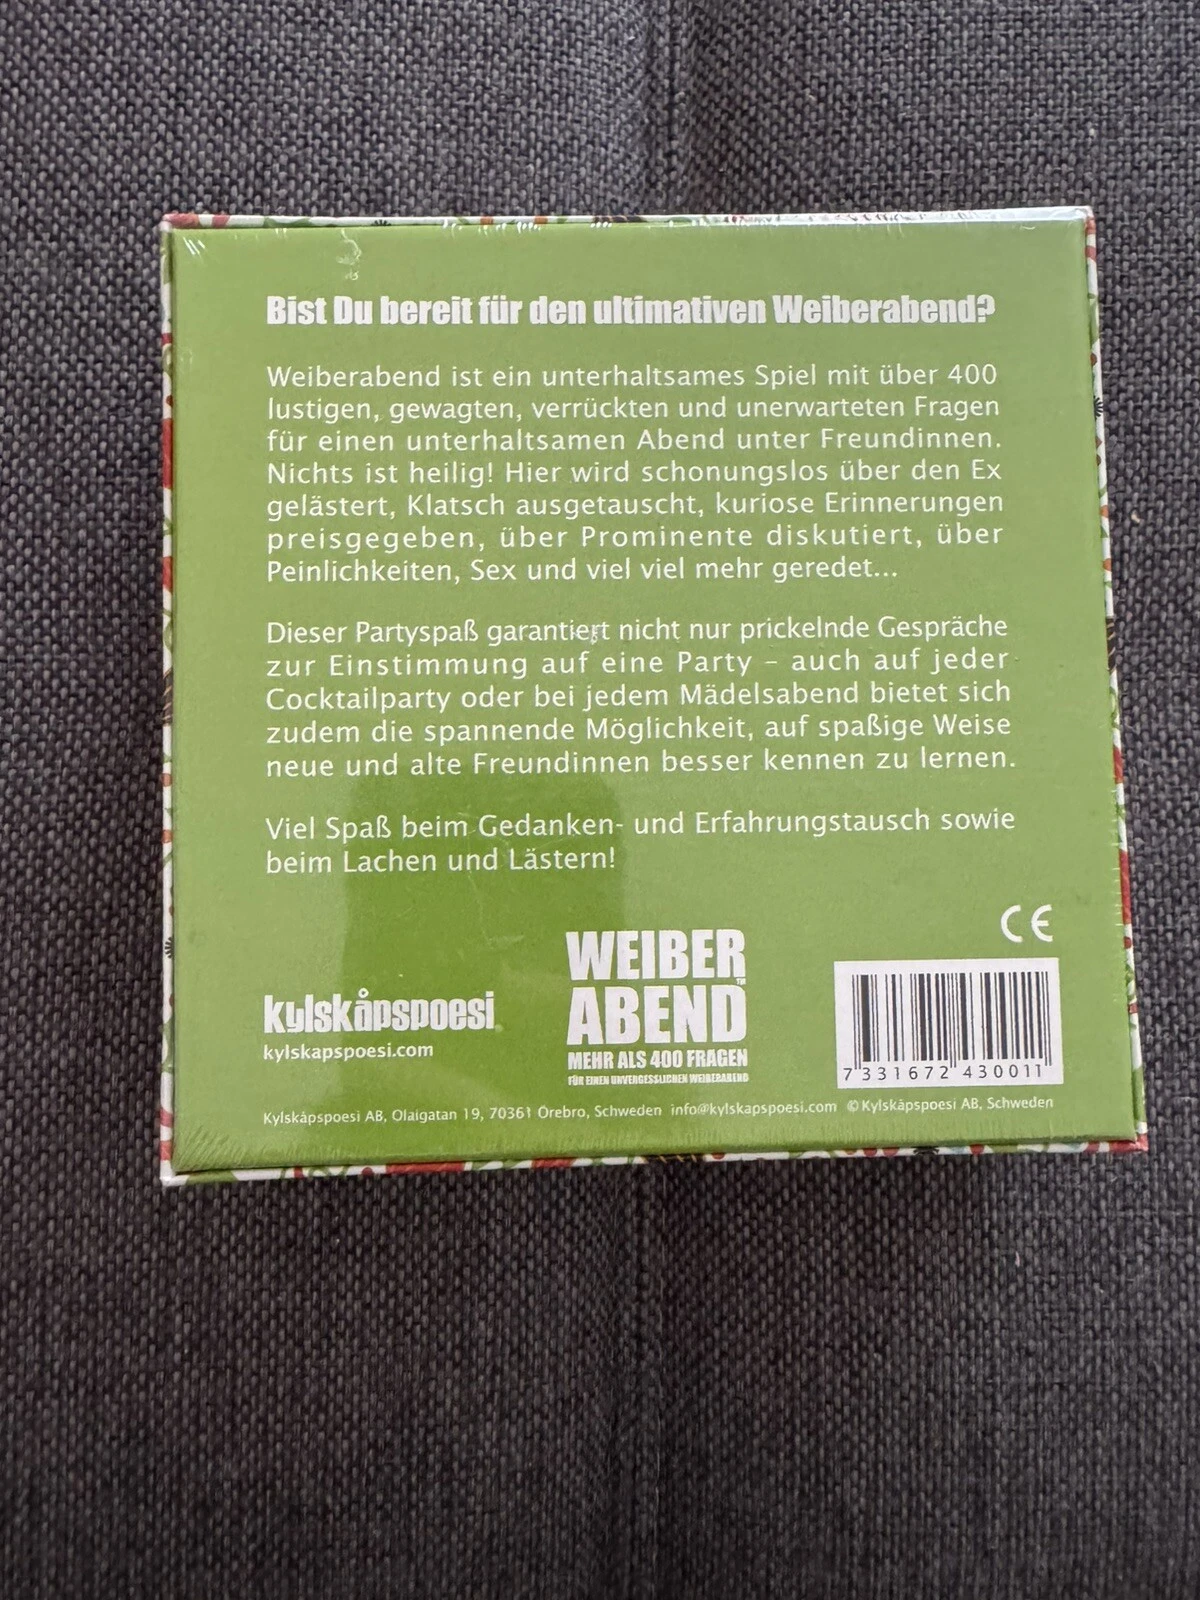 Bist Du bereit für den ultimativen Weiberabend?
Weiberabend ist ein unterhaltsames Spiel mit über 400
lustigen, gewagten, verrückten und unerwarteten Fragen
für einen unterhaltsamen Abend unter Freundinnen.
Nichts ist heilig! Hier wird schonungslos über den Ex
gelästert, Klatsch ausgetauscht, kuriose Erinnerungen
preisgegeben, über Prominente diskutiert, über
Peinlichkeiten, Sex und viel viel mehr geredet...
Dieser Partyspaß garantiert nicht nur prickelnde Gespräche
zur Einstimmung auf eine Party – auch auf jeder
Cocktailparty oder bei jedem Mädelsabend bietet sich
zudem die spannende Möglichkeit, auf spaßige Weise
neue und alte Freundinnen besser kennen zu lernen.
Viel Spaß beim Gedanken- und Erfahrungstausch sowie
beim Lachen und Lästern!
CE
WEIBER
ABEND™
MEHR ALS 400 FRAGEN
FÜR EINEN UNVERGESSLICHEN WEIBERABEND
kylskåpspoesi
kylskapspoesi.com
7 331672 430011
Kylskåpspoesi AB, Olaigatan 19, 70361 Örebro, Schweden info@kylskapspoesi.com © Kylskåpspoesi AB, Schweden